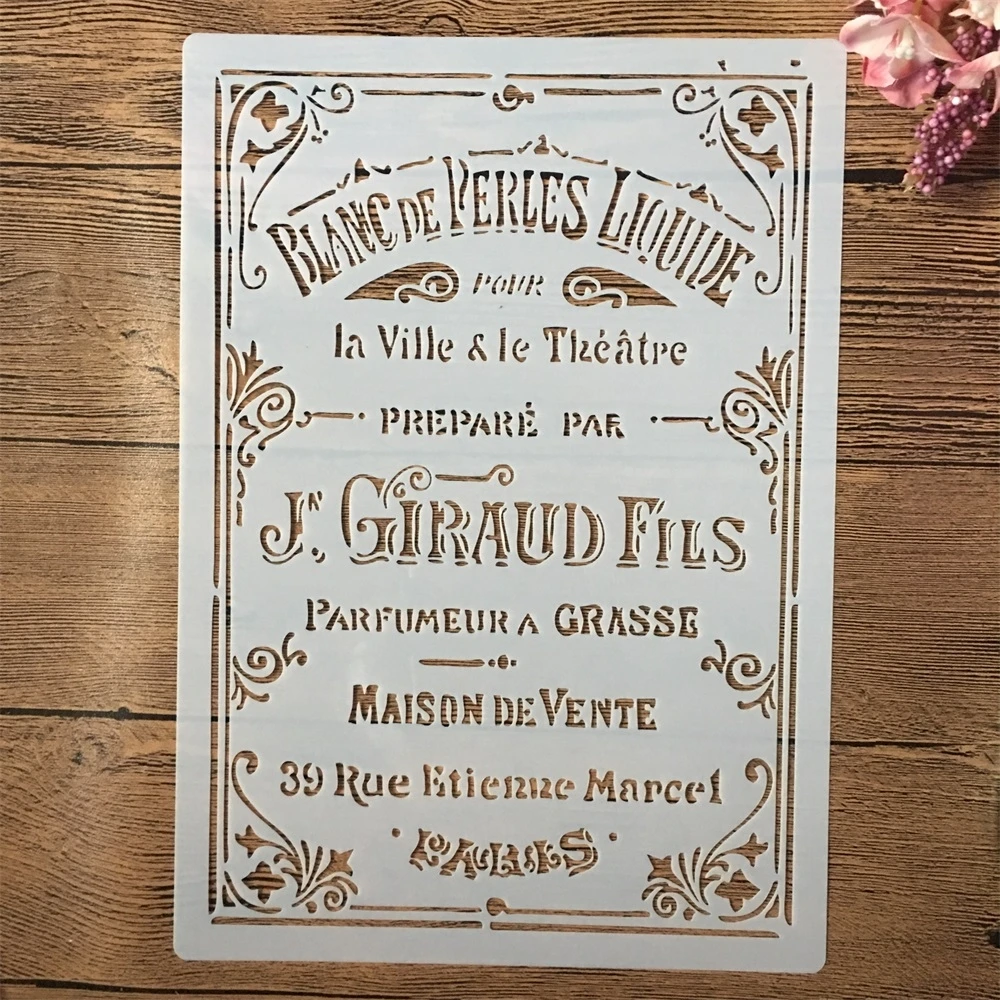 BLANC DE PERLES LIQUIDE
POUR
la Ville & le Théâtre
PREPARÉ PAR
JN. GIRAUD FILS
PARFUMEUR A GRASSE
MAISON DE VENTE
39 Rue Etienne Marcel
PARIS